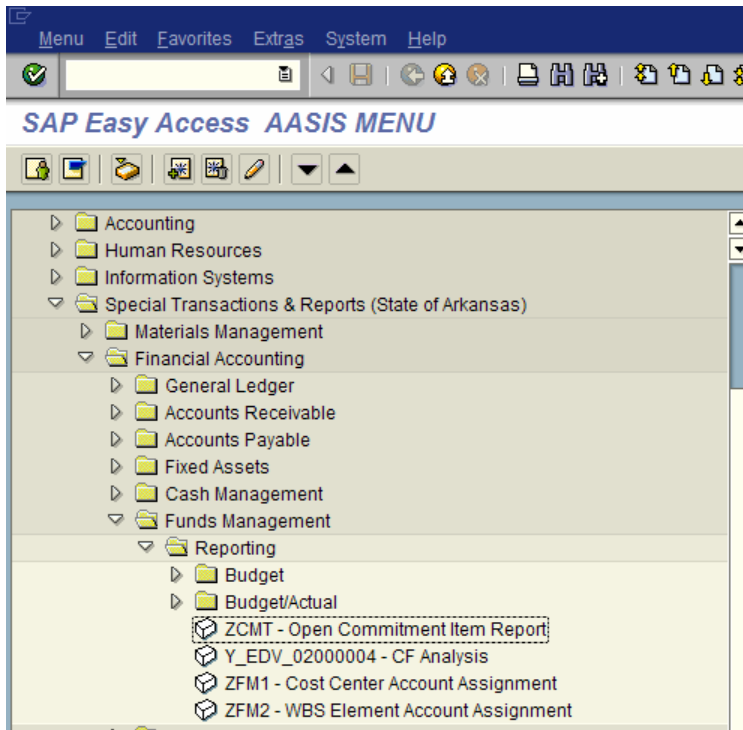 Menu Edit Favorites Extras System Help
SAP Easy Access AASIS MENU
Accounting
Human Resources
Information Systems
Special Transactions & Reports (State of Arkansas)
Materials Management
Financial Accounting
General Ledger
Accounts Receivable
Accounts Payable
Fixed Assets
Cash Management
Funds Management
Reporting
Budget
Budget/Actual
ZCMT - Open Commitment Item Report
Y_EDV_02000004 - CF Analysis
ZFM1 - Cost Center Account Assignment
ZFM2 - WBS Element Account Assignment